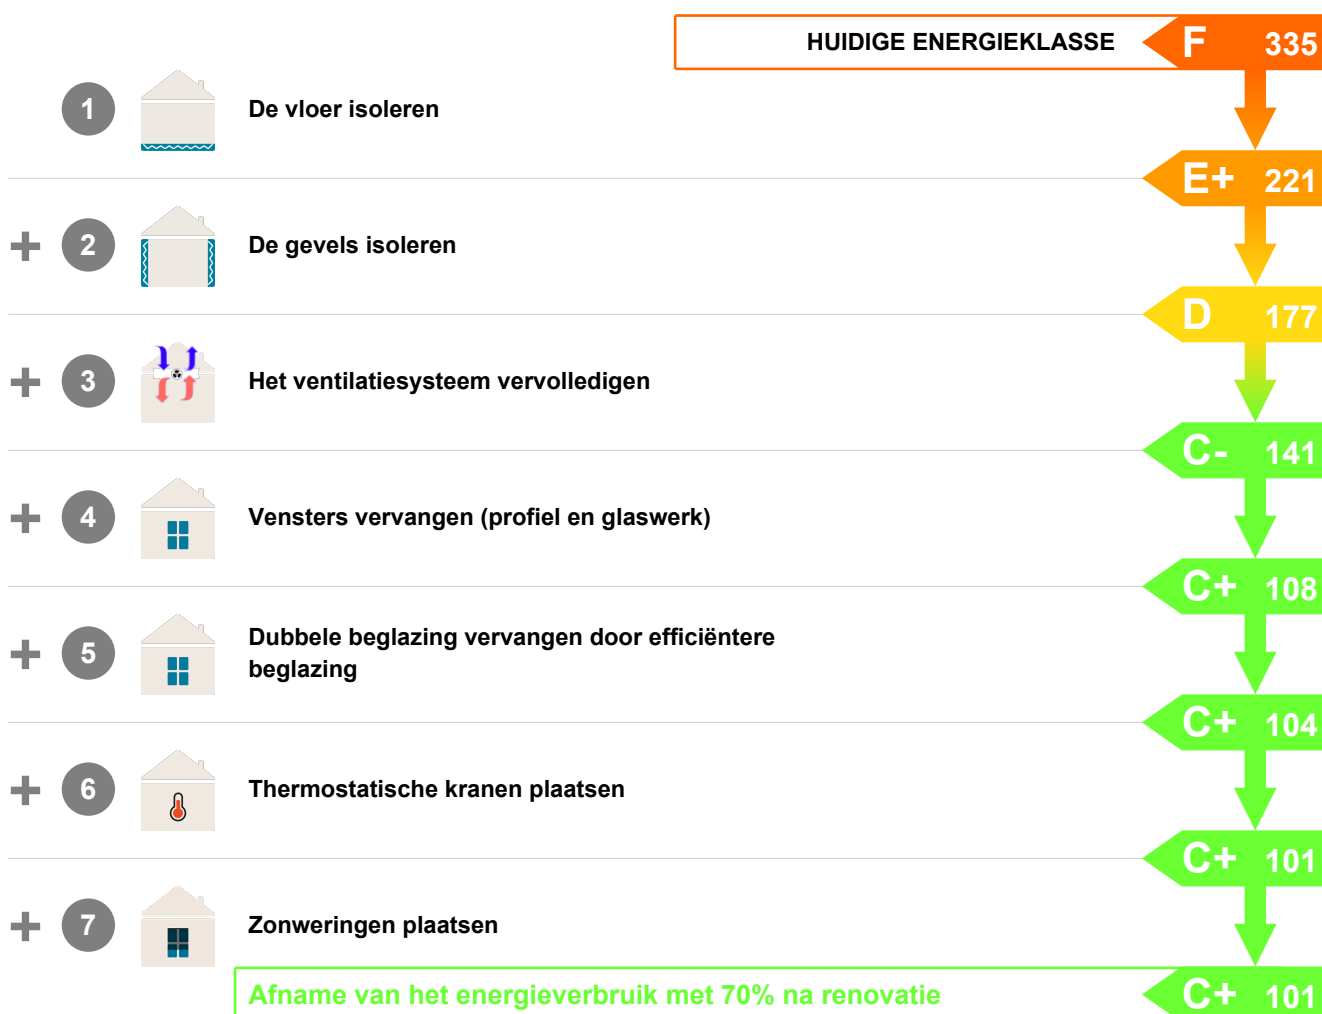 HUIDIGE ENERGIEKLASSE F 335
1 De vloer isoleren
E+ 221
+ 2 De gevels isoleren
D 177
+ 3 Het ventilatiesysteem vervolledigen
C- 141
+ 4 Vensters vervangen (profiel en glaswerk)
C+ 108
+ 5 Dubbele beglazing vervangen door efficiëntere
beglazing
C+ 104
+ 6 Thermostatische kranen plaatsen
C+ 101
+ 7 Zonweringen plaatsen
Afname van het energieverbruik met 70% na renovatie C+ 101